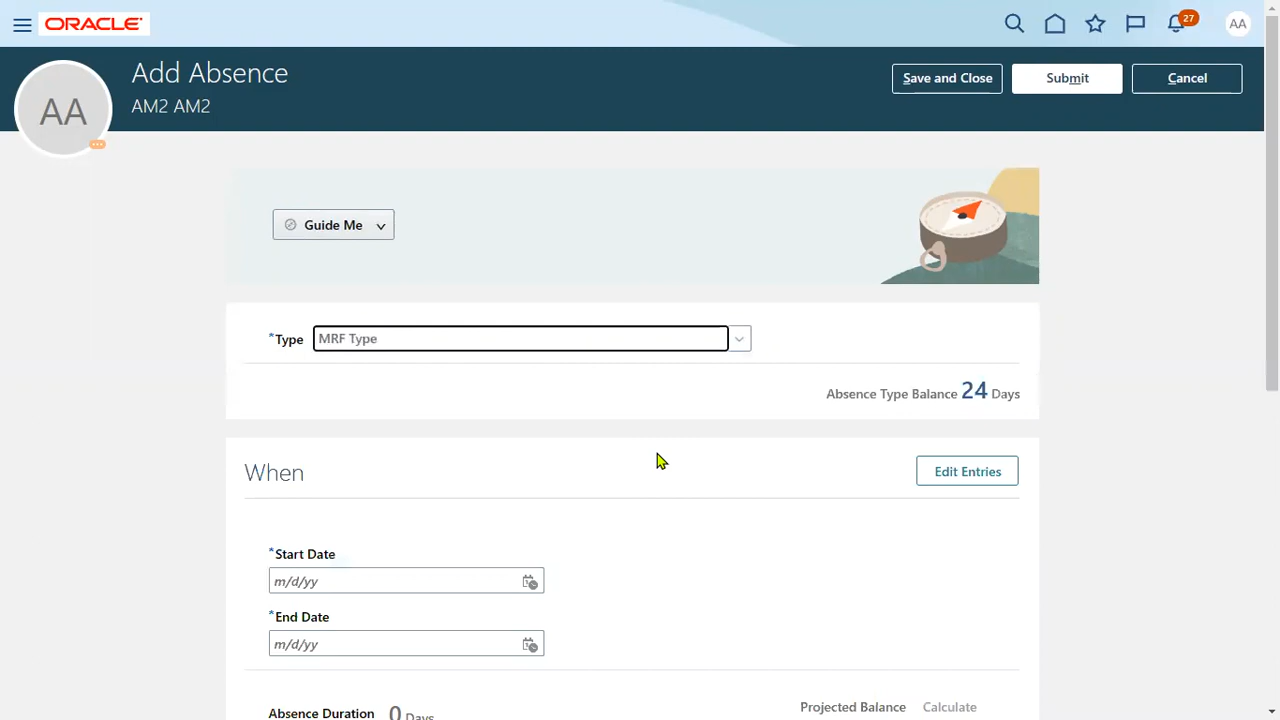 ORACLE
27
AA
Add Absence
AM2 AM2
AA
Save and Close
Submit
Cancel
Guide Me
*Type
MRF Type
Absence Type Balance 24 Days
When
Edit Entries
*Start Date
m/d/yy
*End Date
m/d/yy
Absence Duration 0 Days
Projected Balance Calculate